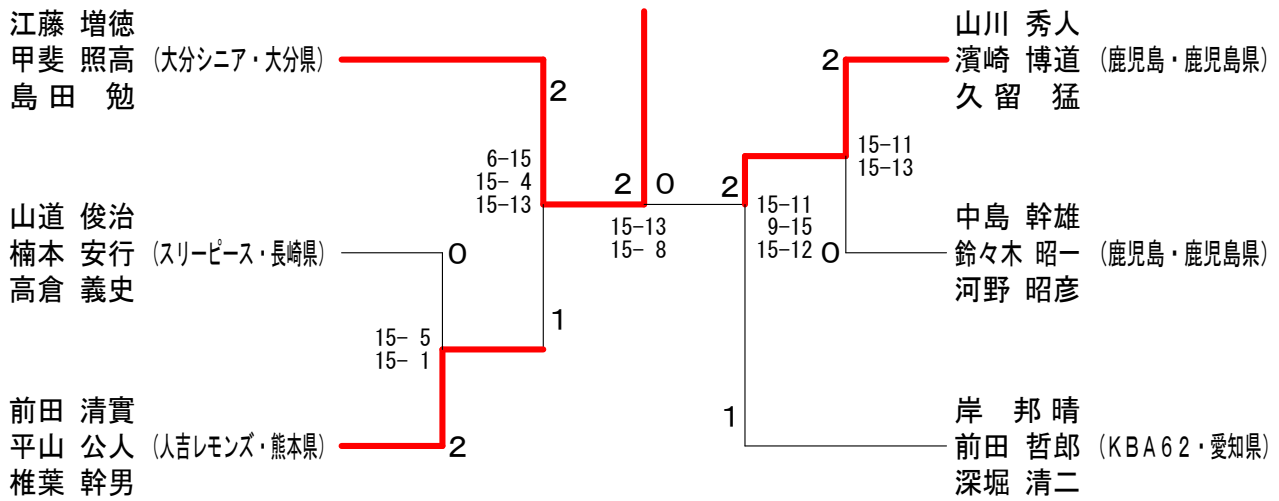 江藤 増徳
甲斐 照高 (大分シニア・大分県)
島田 勉
2
6-15
15- 4
15-13
山道 俊治
楠本 安行 (スリーピース・長崎県)
高倉 義史
0
1
15- 5
15- 1
前田 清實
平山 公人 (人吉レモンズ・熊本県)
椎葉 幹男
2
2 0
15-13
15- 8
山川 秀人
濱崎 博道 (鹿児島・鹿児島県)
久留 猛
2
15-11
15-13
2
15-11
9-15
15-12
0
中島 幹雄
鈴々木 昭一 (鹿児島・鹿児島県)
河野 昭彦
1
岸 邦晴
前田 哲郎 (KBA62・愛知県)
深堀 清二